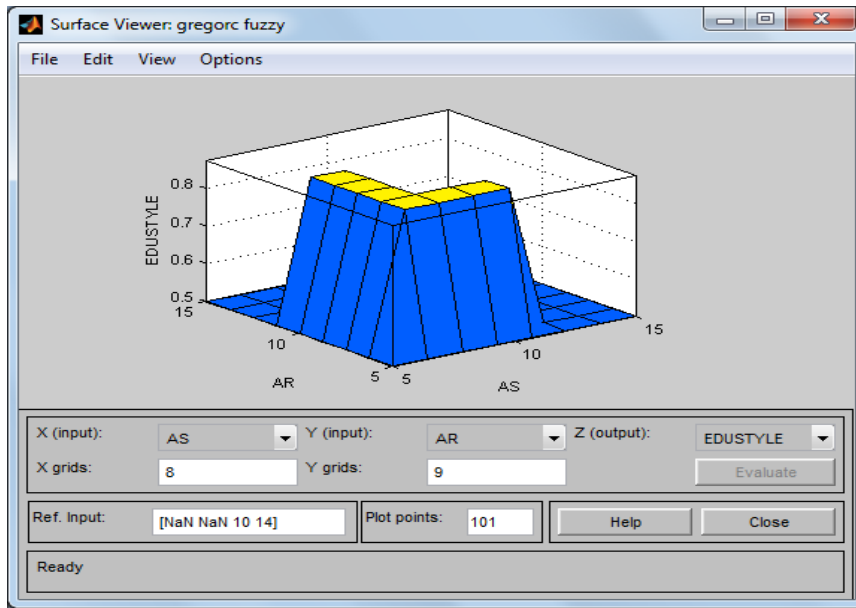 Surface Viewer: gregorc fuzzy
File Edit View Options
0.8
0.7
0.6
0.5
EDUSTYLE
15
10
5
AR
5
10
15
AS
X (input): AS Y (input): AR Z (output): EDUSTYLE
X grids: 8 Y grids: 9 Evaluate
Ref. Input: [NaN NaN 10 14] Plot points: 101 Help Close
Ready